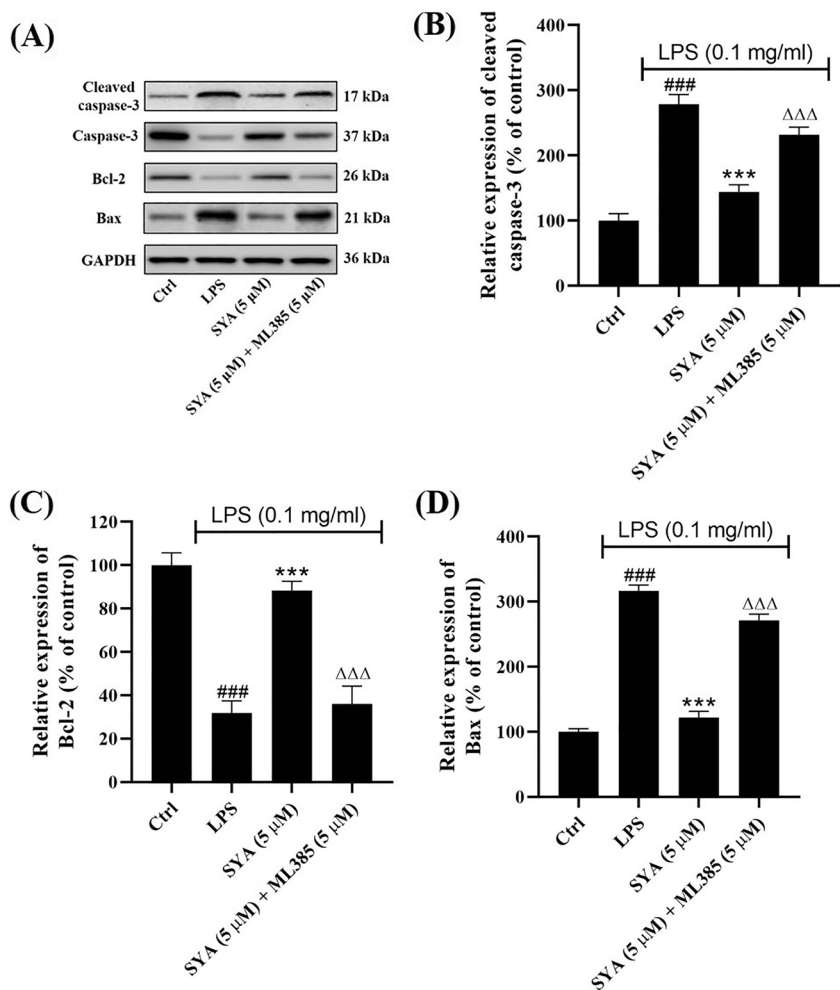 (A)
Cleaved
caspase-3
17 kDa
Caspase-3
37 kDa
Bcl-2
26 kDa
Bax
21 kDa
GAPDH
36 kDa
Ctrl
LPS
SYA (5 μM)
SYA (5 μM) + ML385 (5 μM)
(B)
Relative expression of cleaved
caspase-3 (% of control)
400
300
200
100
0
LPS (0.1 mg/ml)
###
***
ΔΔΔ
Ctrl
LPS
SYA (5 μM)
SYA (5 μM) + ML385 (5 μM)
(C)
Relative expression of
Bcl-2 (% of control)
120
100
80
60
40
20
0
LPS (0.1 mg/ml)
###
***
ΔΔΔ
Ctrl
LPS
SYA (5 μM)
SYA (5 μM) + ML385 (5 μM)
(D)
Relative expression of
Bax (% of control)
400
300
200
100
0
LPS (0.1 mg/ml)
###
***
ΔΔΔ
Ctrl
LPS
SYA (5 μM)
SYA (5 μM) + ML385 (5 μM)